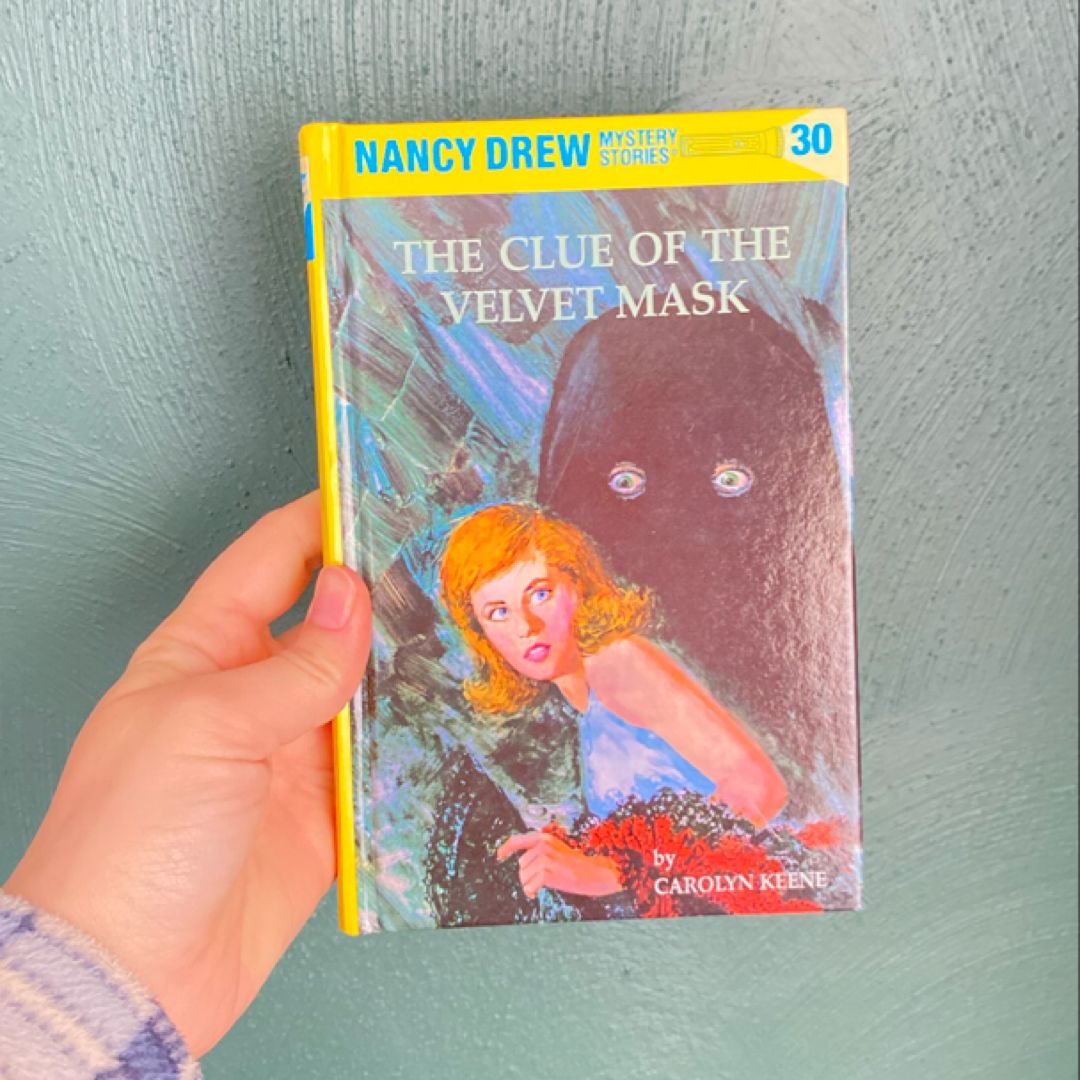 NANCY DREW MYSTERY STORIES® 30
THE CLUE OF THE
VELVET MASK
by
CAROLYN KEENE